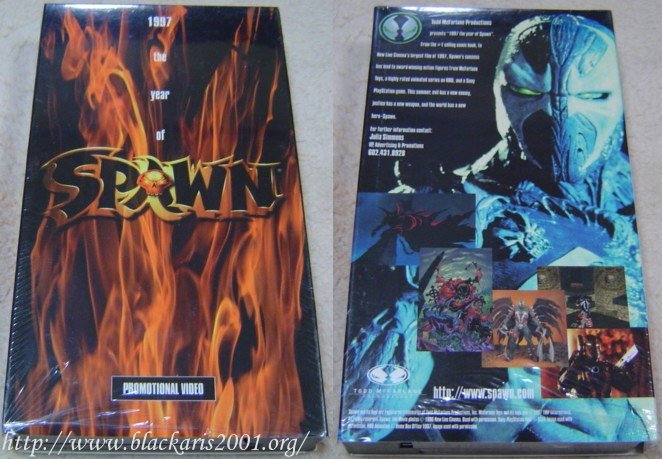 1997
the
year
of
SPAWN
PROMOTIONAL VIDEO
Todd McFarlane Productions
presents "1997 the year of Spawn".
From the #1 selling comic book, to
New Line Cinema's largest film of 1997, Spawn's success
has lead to award winning action figures from McFarlane
Toys, a highly rated animated series on HBO, and a Sony
PlayStation game. This summer, evil has a new enemy,
justice has a new weapon, and the world has a new
hero-Spawn.
for further information contact:
Julia Simmons
VP, Advertising & Promotions
602.431.8928
TODD McFARLANE
http://www.spawn.com
http://www.blackaris2001.org/